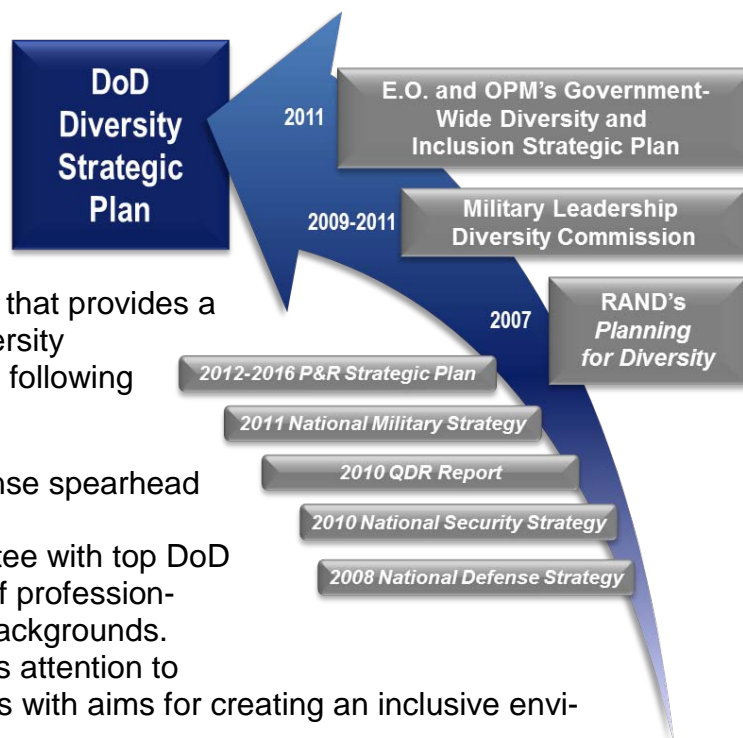 DoD
Diversity
Strategic
Plan
2011
E.O. and OPM's Government-
Wide Diversity and
Inclusion Strategic Plan
2009-2011
Military Leadership
Diversity Commission
2007
RAND's
Planning
for Diversity
2012-2016 P&R Strategic Plan
2011 National Military Strategy
2010 QDR Report
2010 National Security Strategy
2008 National Defense Strategy
that provides a
ersity
following
nse spearhead
tee with top DoD
f profession-
ackgrounds.
s attention to
s with aims for creating an inclusive envi-